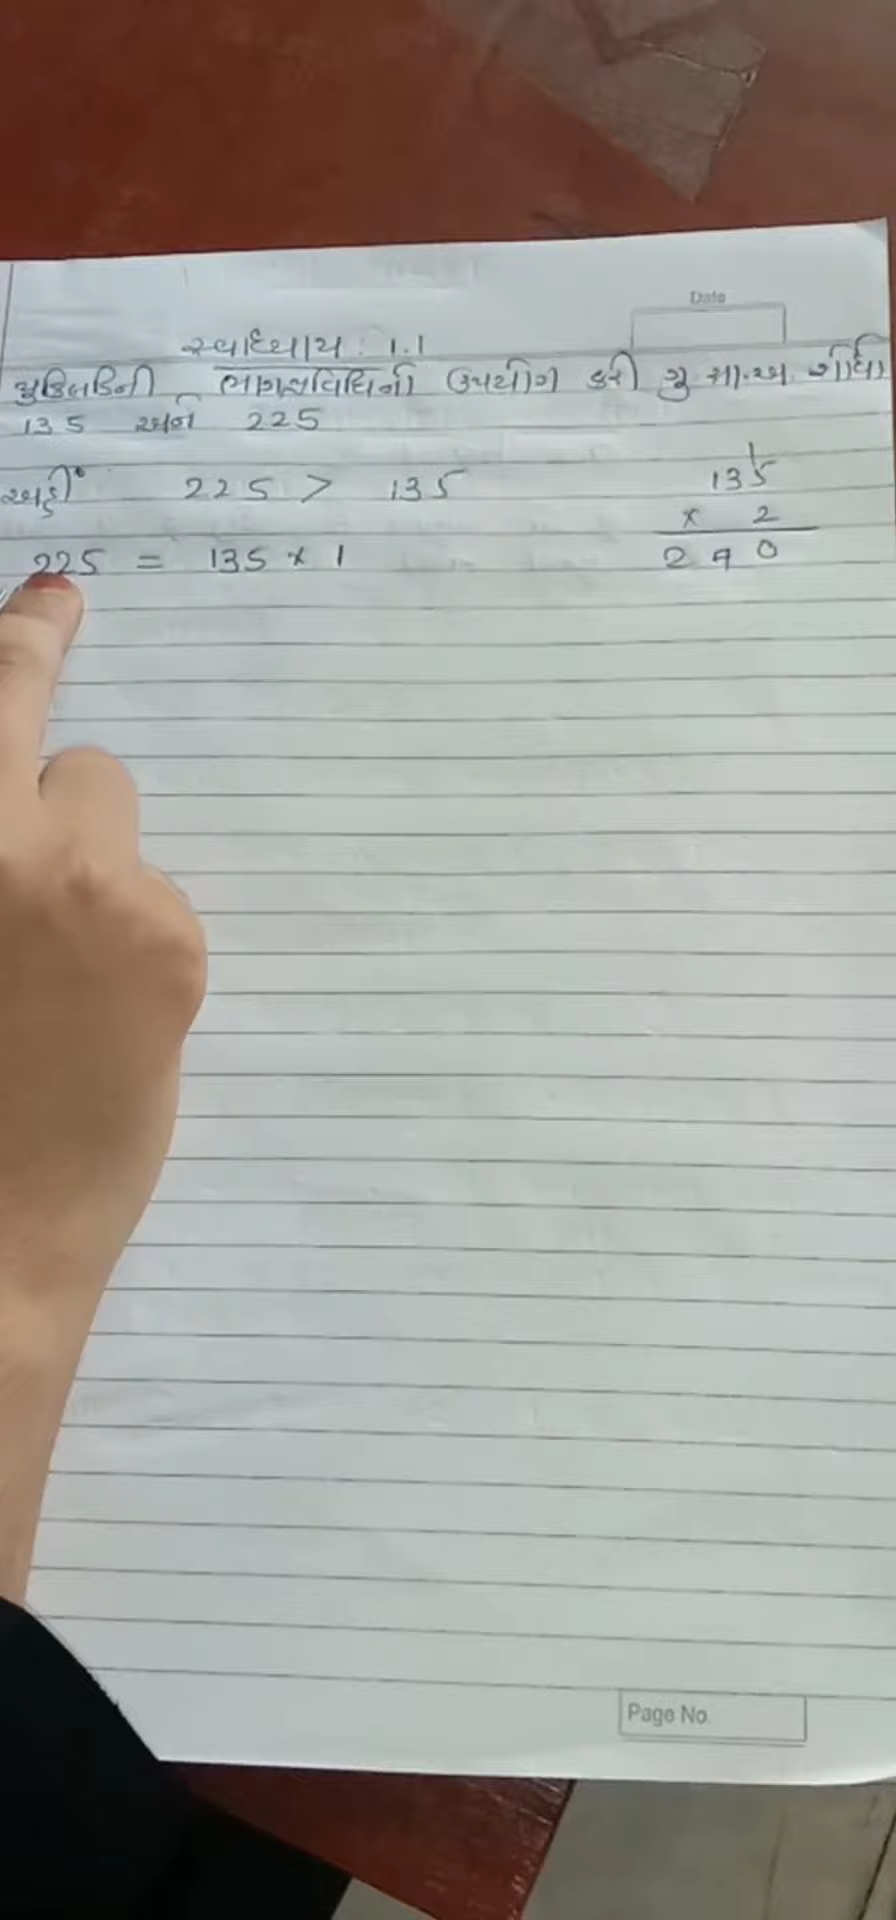 Date
સ્વાધ્યાય : 1.1
યુક્લિડની ભાગાવિધિનો ઉપયોગ કરી ગુ.સા.અ. શોધો
135 અને 225
અહીં 225 > 135
225 = 135 × 1
1
135
× 2
270
Page No